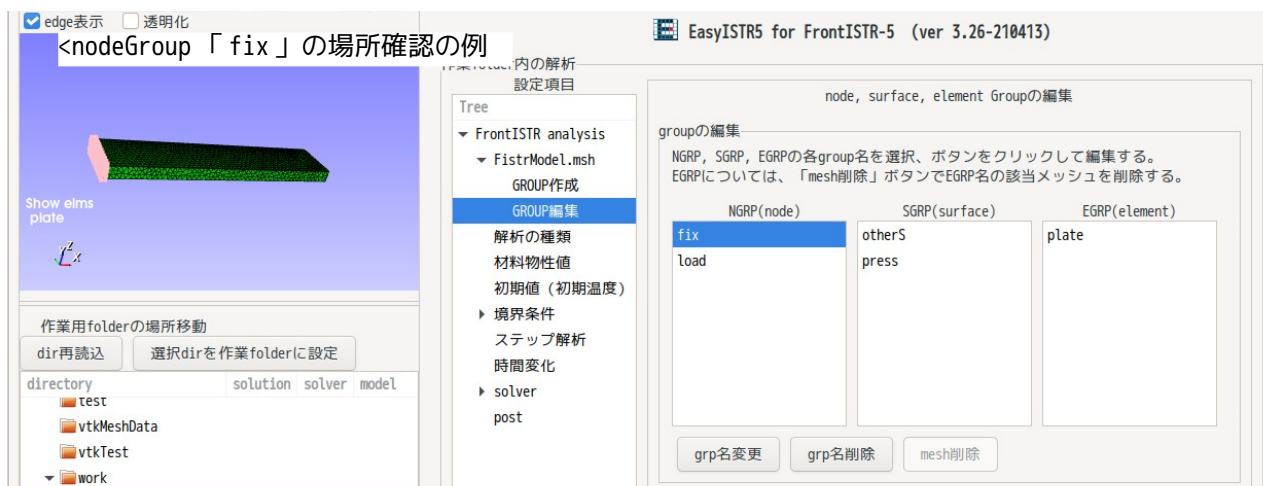 edge表示 透明化
<nodeGroup「fix」の場所確認の例
EasyISTR5 for FrontISTR-5 (ver 3.26-210413)
作業folder内の解析
設定項目
Tree
FrontISTR analysis
FistrModel.msh
GROUP作成
GROUP編集
解析の種類
材料物性値
初期値 (初期温度)
境界条件
ステップ解析
時間変化
solver
post
Show elms
plate
Z
X
node, surface, element Groupの編集
groupの編集
NGRP, SGRP, EGRPの各group名を選択、ボタンをクリックして編集する。
EGRPについては、「mesh削除」ボタンでEGRP名の該当メッシュを削除する。
NGRP(node) SGRP(surface) EGRP(element)
fix otherS plate
load press
grp名変更 grp名削除 mesh削除
作業用folderの場所移動
dir再読込 選択dirを作業folderに設定
directory solution solver model
test
vtkMeshData
vtkTest
work